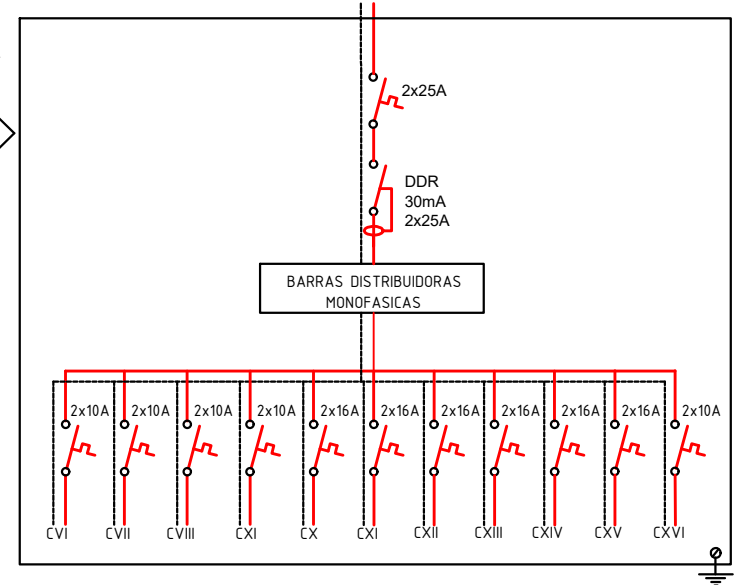 2x25A
DDR
30mA
2x25A
BARRAS DISTRIBUIDORAS
MONOFASICAS
2x10A 2x10A 2x10A 2x10A 2x16A 2x16A 2x16A 2x16A 2x16A 2x16A 2x10A
CVI CVII CVIII CXI CX CXI CXII CXIII CXIV CXV CXVI